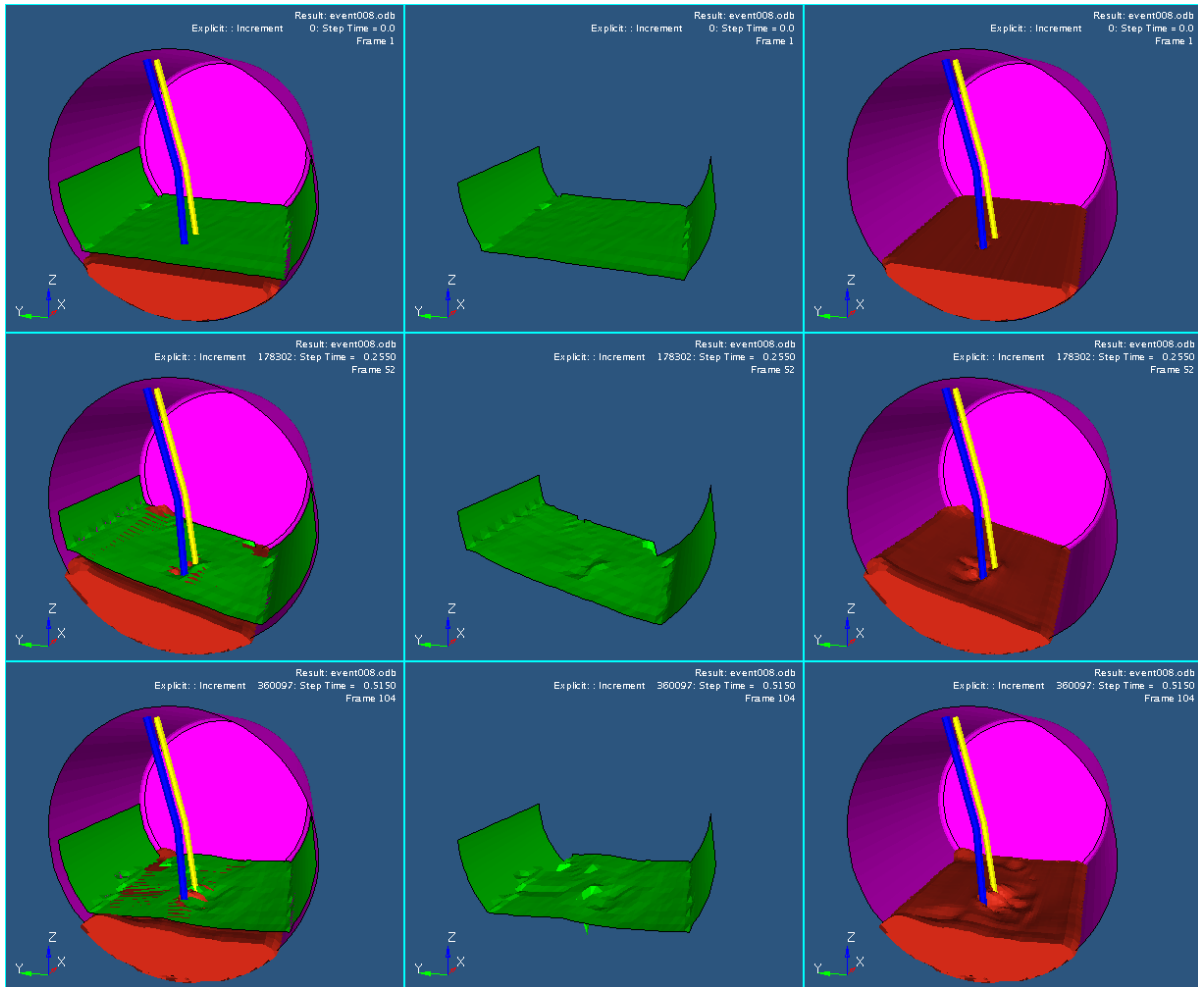 Result: event008.odb
Explicit: : Increment 0: Step Time = 0.0
Frame 1
Z
Y
X
Result: event008.odb
Explicit: : Increment 0: Step Time = 0.0
Frame 1
Z
Y
X
Result: event008.odb
Explicit: : Increment 0: Step Time = 0.0
Frame 1
Z
Y
X
Result: event008.odb
Explicit: : Increment 178302: Step Time = 0.2550
Frame 52
Z
Y
X
Result: event008.odb
Explicit: : Increment 178302: Step Time = 0.2550
Frame 52
Z
Y
X
Result: event008.odb
Explicit: : Increment 178302: Step Time = 0.2550
Frame 52
Z
Y
X
Result: event008.odb
Explicit: : Increment 360097: Step Time = 0.5150
Frame 104
Z
Y
X
Result: event008.odb
Explicit: : Increment 360097: Step Time = 0.5150
Frame 104
Z
Y
X
Result: event008.odb
Explicit: : Increment 360097: Step Time = 0.5150
Frame 104
Z
Y
X